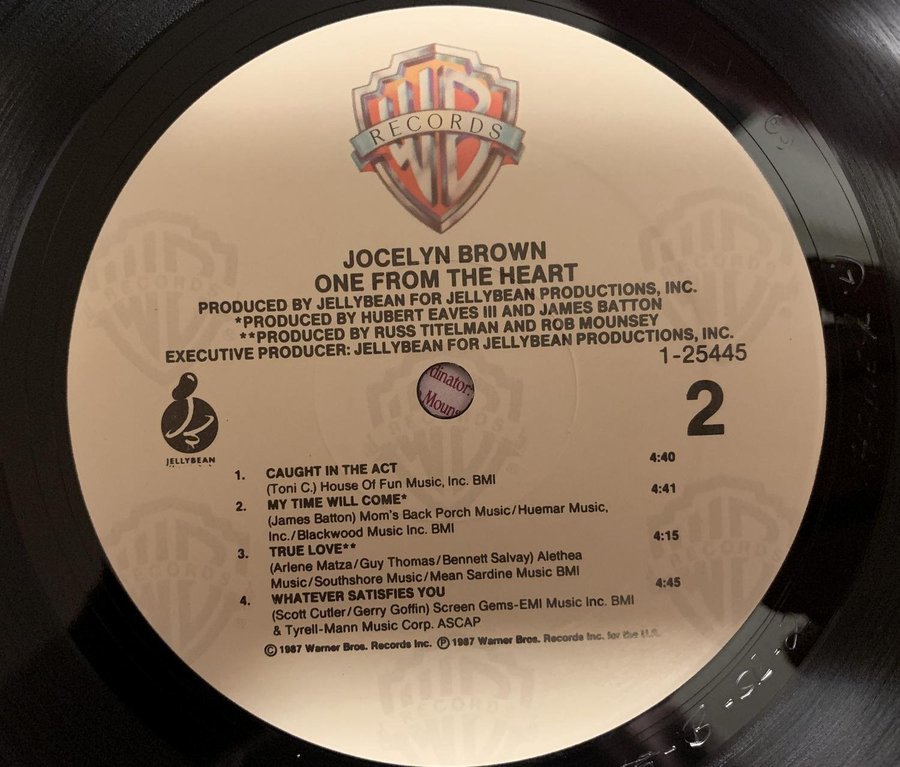 WB
RECORDS
JOCELYN BROWN
ONE FROM THE HEART
PRODUCED BY JELLYBEAN FOR JELLYBEAN PRODUCTIONS, INC.
*PRODUCED BY HUBERT EAVES III AND JAMES BATTON
**PRODUCED BY RUSS TITELMAN AND ROB MOUNSEY
EXECUTIVE PRODUCER: JELLYBEAN FOR JELLYBEAN PRODUCTIONS, INC.
1-25445
dinator:
Moun
2
JELLYBEAN
1. CAUGHT IN THE ACT 4:40
(Toni C.) House Of Fun Music, Inc. BMI
2. MY TIME WILL COME* 4:41
(James Batton) Mom's Back Porch Music/Huemar Music,
Inc./Blackwood Music Inc. BMI
3. TRUE LOVE** 4:15
(Arlene Matza/Guy Thomas/Bennett Salvay) Alethea
Music/Southshore Music/Mean Sardine Music BMI
4. WHATEVER SATISFIES YOU 4:45
(Scott Cutler/Gerry Goffin) Screen Gems-EMI Music Inc. BMI
& Tyrell-Mann Music Corp. ASCAP
© 1987 Warner Bros. Records Inc. ℗ 1987 Warner Bros. Records Inc. for the U.S.